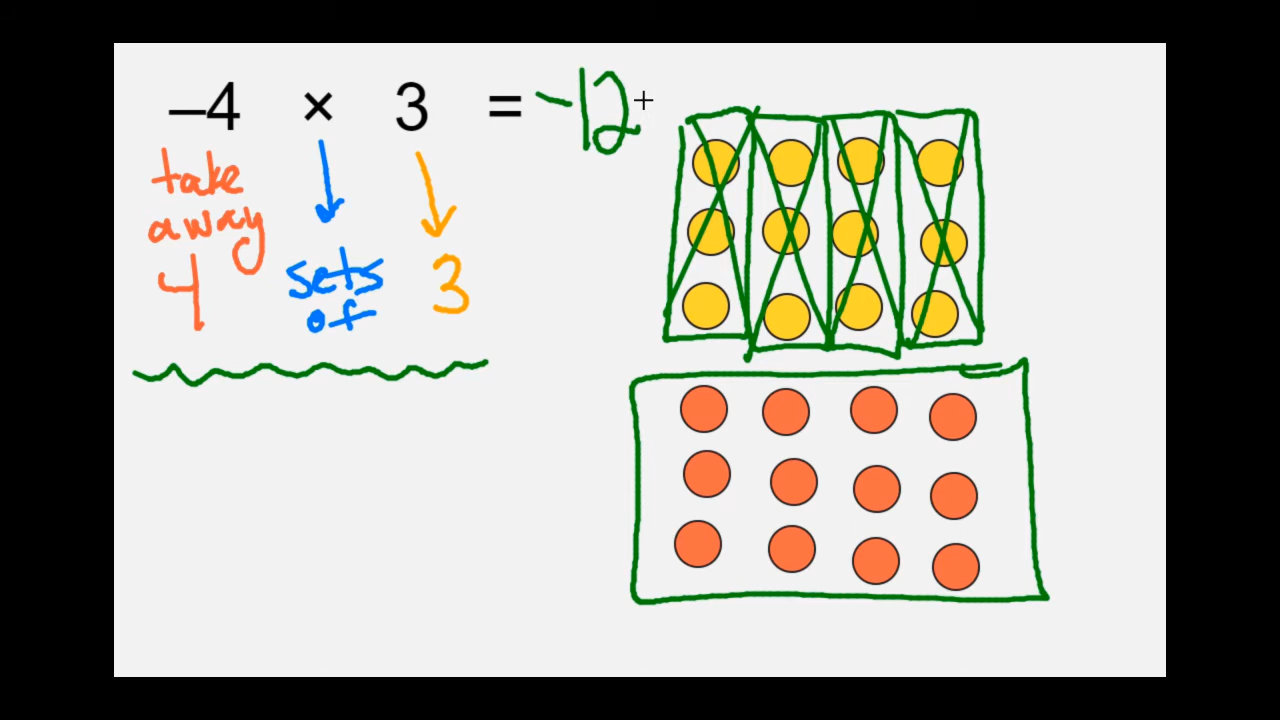 –4 × 3 = -12
take away 4
sets of
3